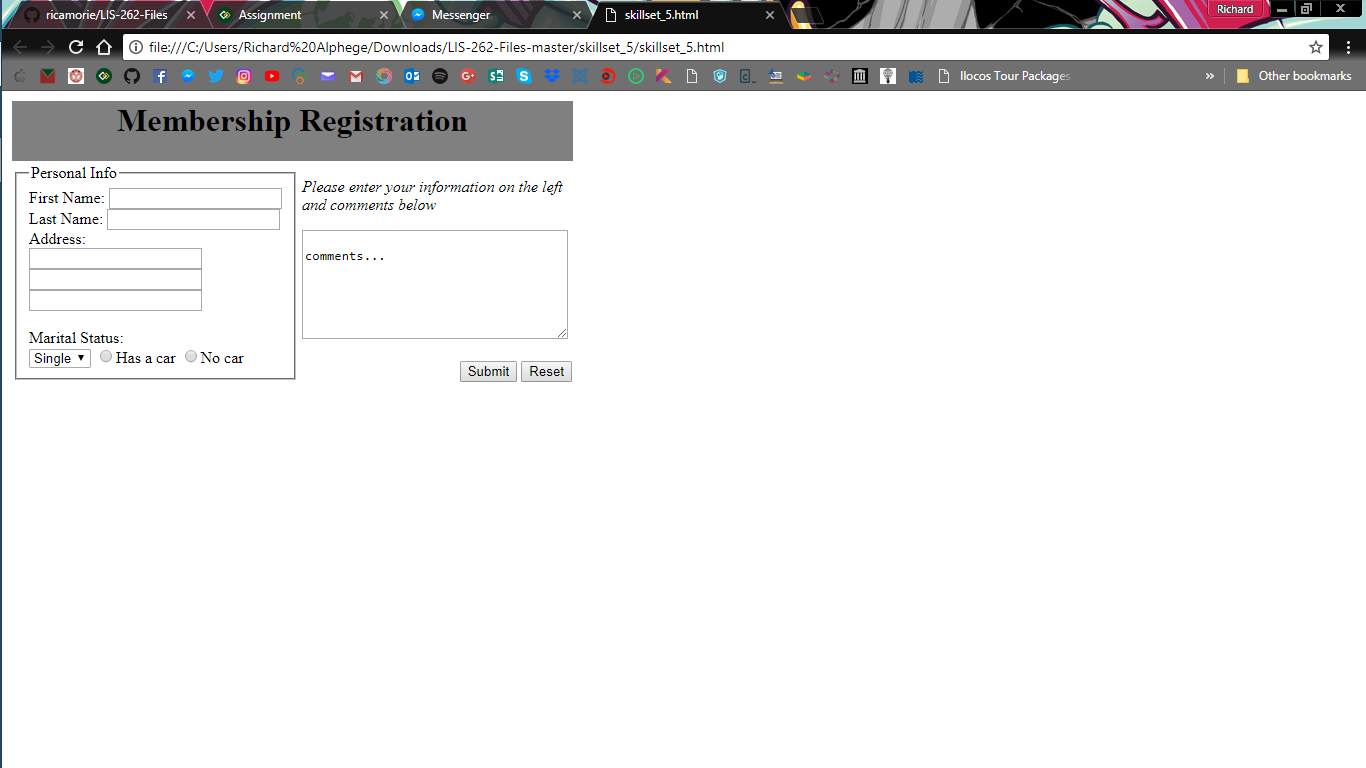 Richard
ricamorie/LIS-262-Files
Assignment
Messenger
skillset_5.html
file:///C:/Users/Richard%20Alphege/Downloads/LIS-262-Files-master/skillset_5/skillset_5.html
Ilocos Tour Packages
Other bookmarks
Membership Registration
Personal Info
First Name:
Last Name:
Address:
Marital Status:
Single Has a car No car
Please enter your information on the left
and comments below
comments...
Submit Reset